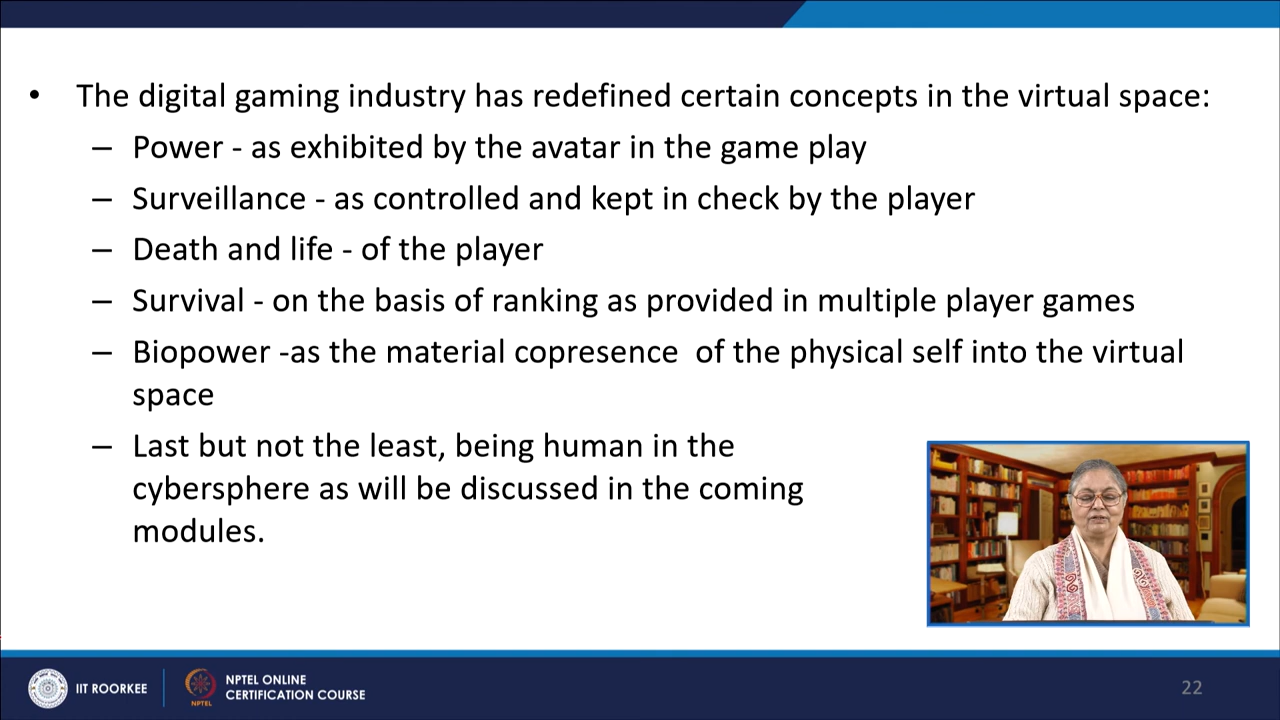 • The digital gaming industry has redefined certain concepts in the virtual space:
– Power - as exhibited by the avatar in the game play
– Surveillance - as controlled and kept in check by the player
– Death and life - of the player
– Survival - on the basis of ranking as provided in multiple player games
– Biopower -as the material copresence  of the physical self into the virtual
space
– Last but not the least, being human in the
cybersphere as will be discussed in the coming
modules.
IIT ROORKEE
NPTEL
NPTEL ONLINE
CERTIFICATION COURSE
22